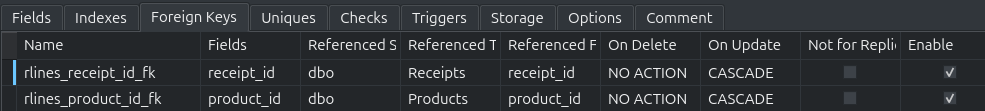 Fields Indexes Foreign Keys Uniques Checks Triggers Storage Options Comment
Name Fields Referenced S Referenced T Referenced F On Delete On Update Not for Replic Enable
rlines_receipt_id_fk receipt_id dbo Receipts receipt_id NO ACTION CASCADE
rlines_product_id_fk product_id dbo Products product_id NO ACTION CASCADE